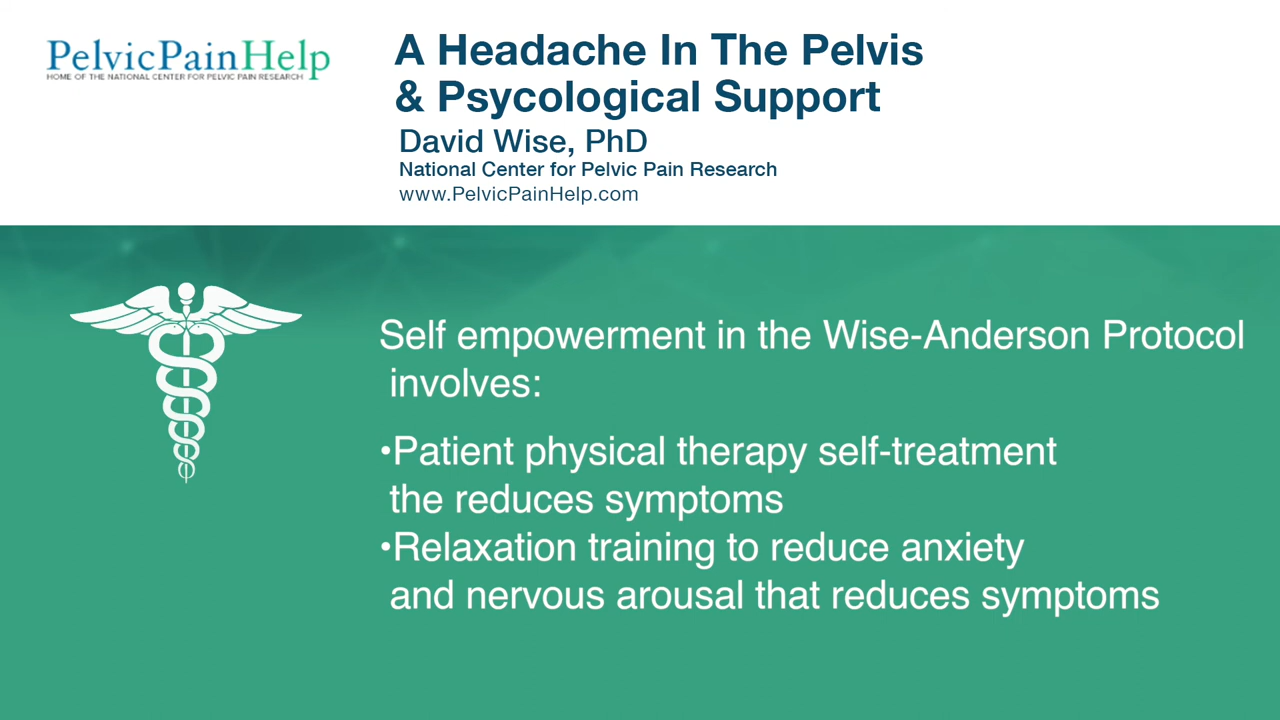 PelvicPainHelp
HOME OF THE NATIONAL CENTER FOR PELVIC PAIN RESEARCH
A Headache In The Pelvis
& Psycological Support
David Wise, PhD
National Center for Pelvic Pain Research
www.PelvicPainHelp.com
Self empowerment in the Wise-Anderson Protocol
involves:
•Patient physical therapy self-treatment
the reduces symptoms
•Relaxation training to reduce anxiety
and nervous arousal that reduces symptoms